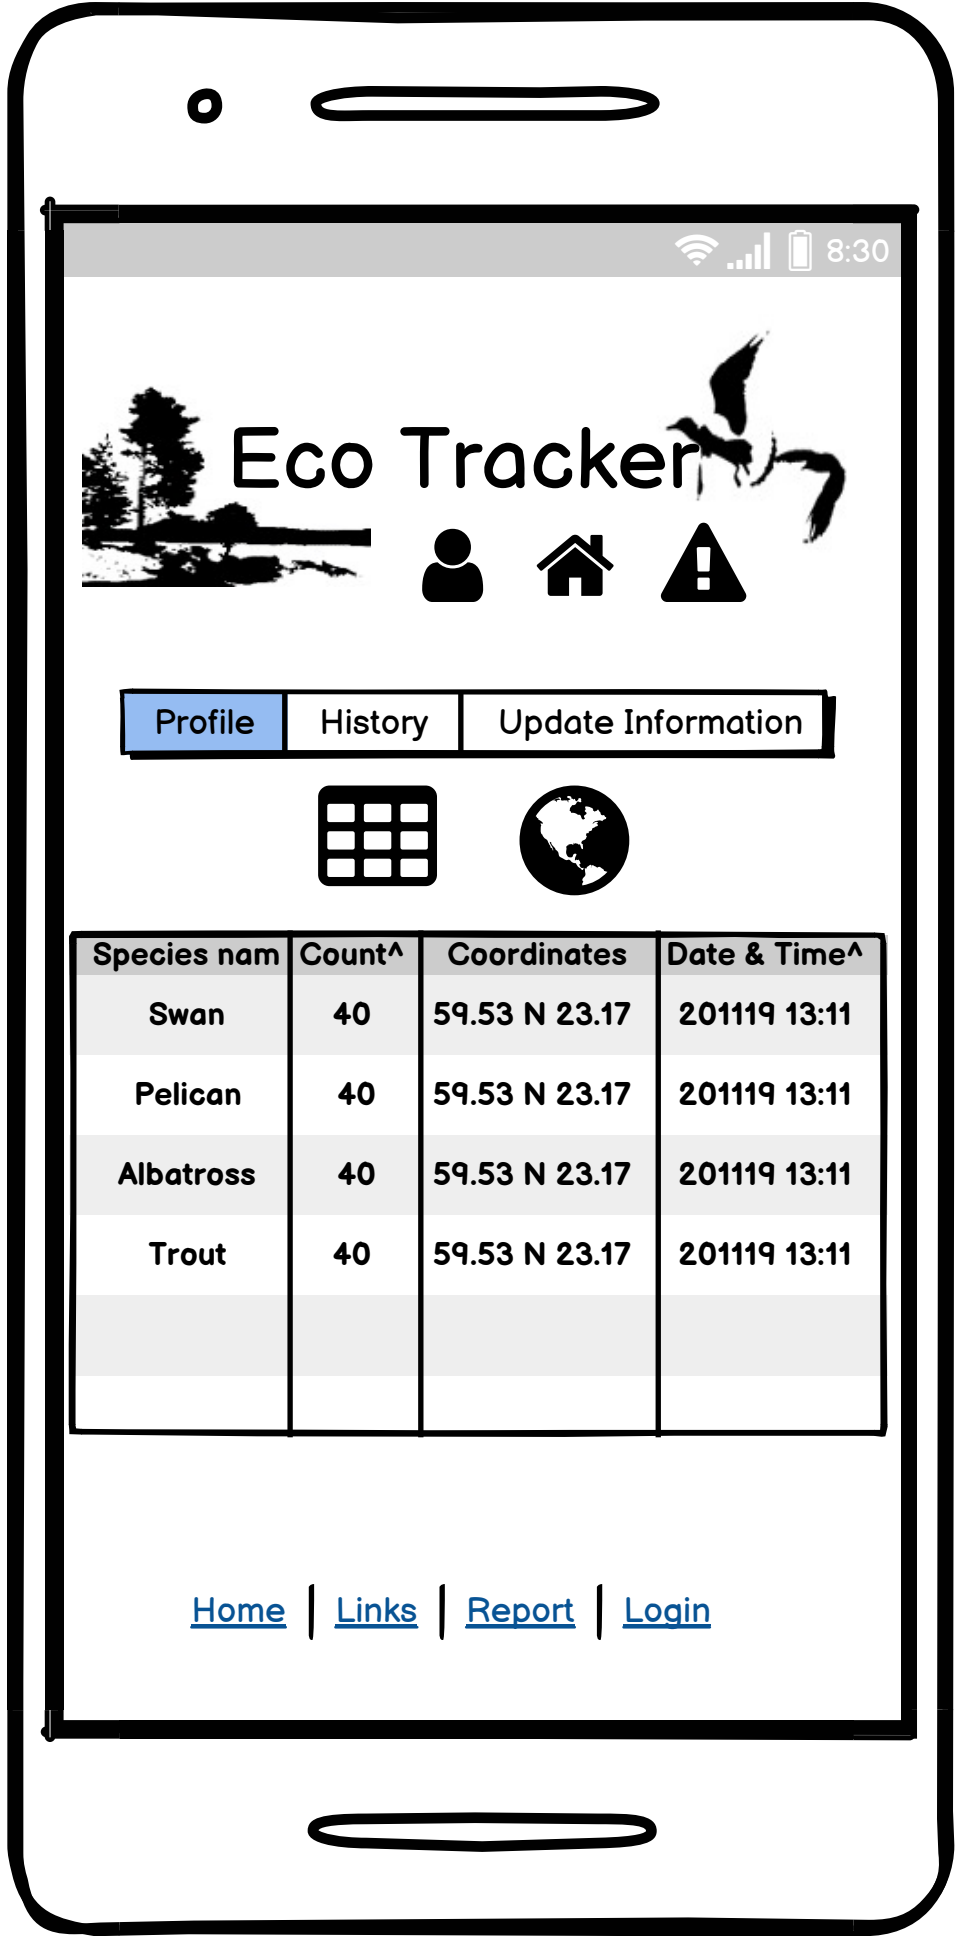 8:30
Eco Tracker
Profile History Update Information
Species nam Count^ Coordinates Date & Time^
Swan 40 59.53 N 23.17 201119 13:11
Pelican 40 59.53 N 23.17 201119 13:11
Albatross 40 59.53 N 23.17 201119 13:11
Trout 40 59.53 N 23.17 201119 13:11
Home | Links | Report | Login